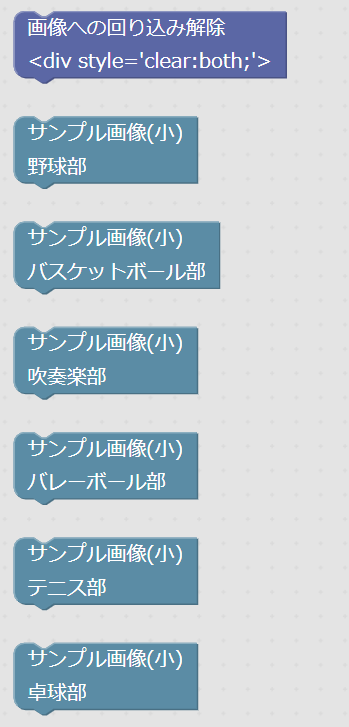 画像への回り込み解除
<div style='clear:both;'>
サンプル画像(小)
野球部
サンプル画像(小)
バスケットボール部
サンプル画像(小)
吹奏楽部
サンプル画像(小)
バレーボール部
サンプル画像(小)
テニス部
サンプル画像(小)
卓球部